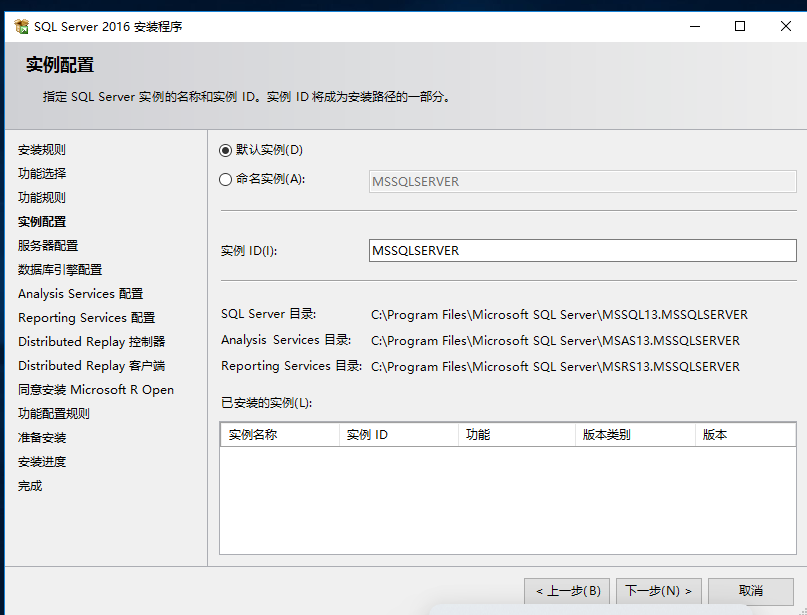 SQL Server 2016 安装程序
实例配置
指定 SQL Server 实例的名称和实例 ID。实例 ID 将成为安装路径的一部分。
安装规则
功能选择
功能规则
实例配置
服务器配置
数据库引擎配置
Analysis Services 配置
Reporting Services 配置
Distributed Replay 控制器
Distributed Replay 客户端
同意安装 Microsoft R Open
功能配置规则
准备安装
安装进度
完成
默认实例(D)
命名实例(A): MSSQLSERVER
实例 ID(I): MSSQLSERVER
SQL Server 目录: C:\Program Files\Microsoft SQL Server\MSSQL13.MSSQLSERVER
Analysis Services 目录: C:\Program Files\Microsoft SQL Server\MSAS13.MSSQLSERVER
Reporting Services 目录: C:\Program Files\Microsoft SQL Server\MSRS13.MSSQLSERVER
已安装的实例(L):
实例名称 实例 ID 功能 版本类别 版本
< 上一步(B) 下一步(N) > 取消